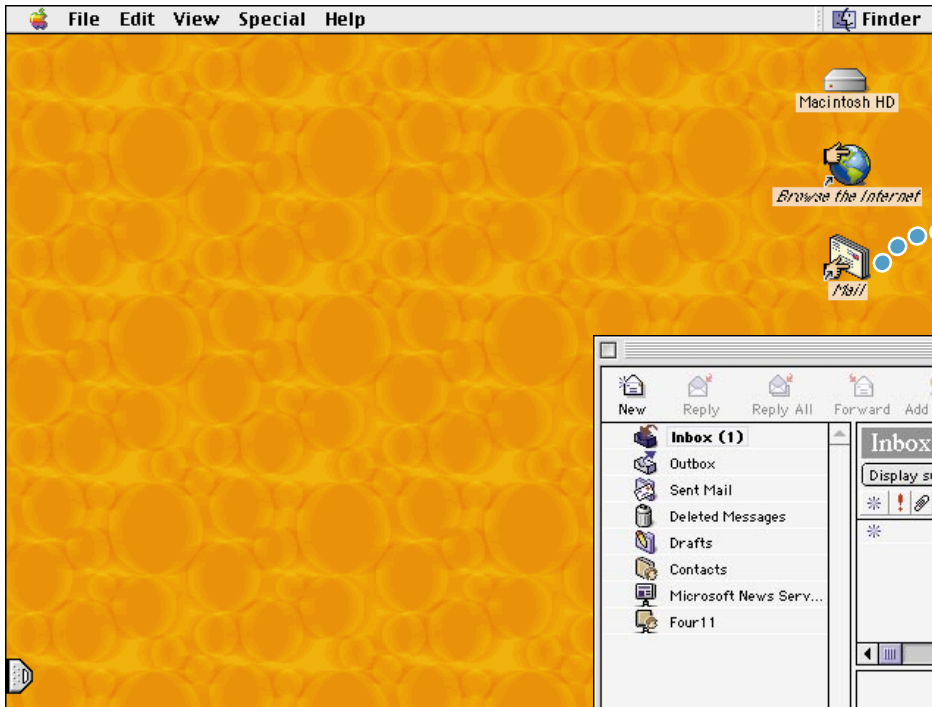 File Edit View Special Help Finder
Macintosh HD
Browse the Internet
Mail
New Reply Reply All Forward Add
Inbox (1)
Outbox
Sent Mail
Deleted Messages
Drafts
Contacts
Microsoft News Serv...
Four11
Inbox
Display